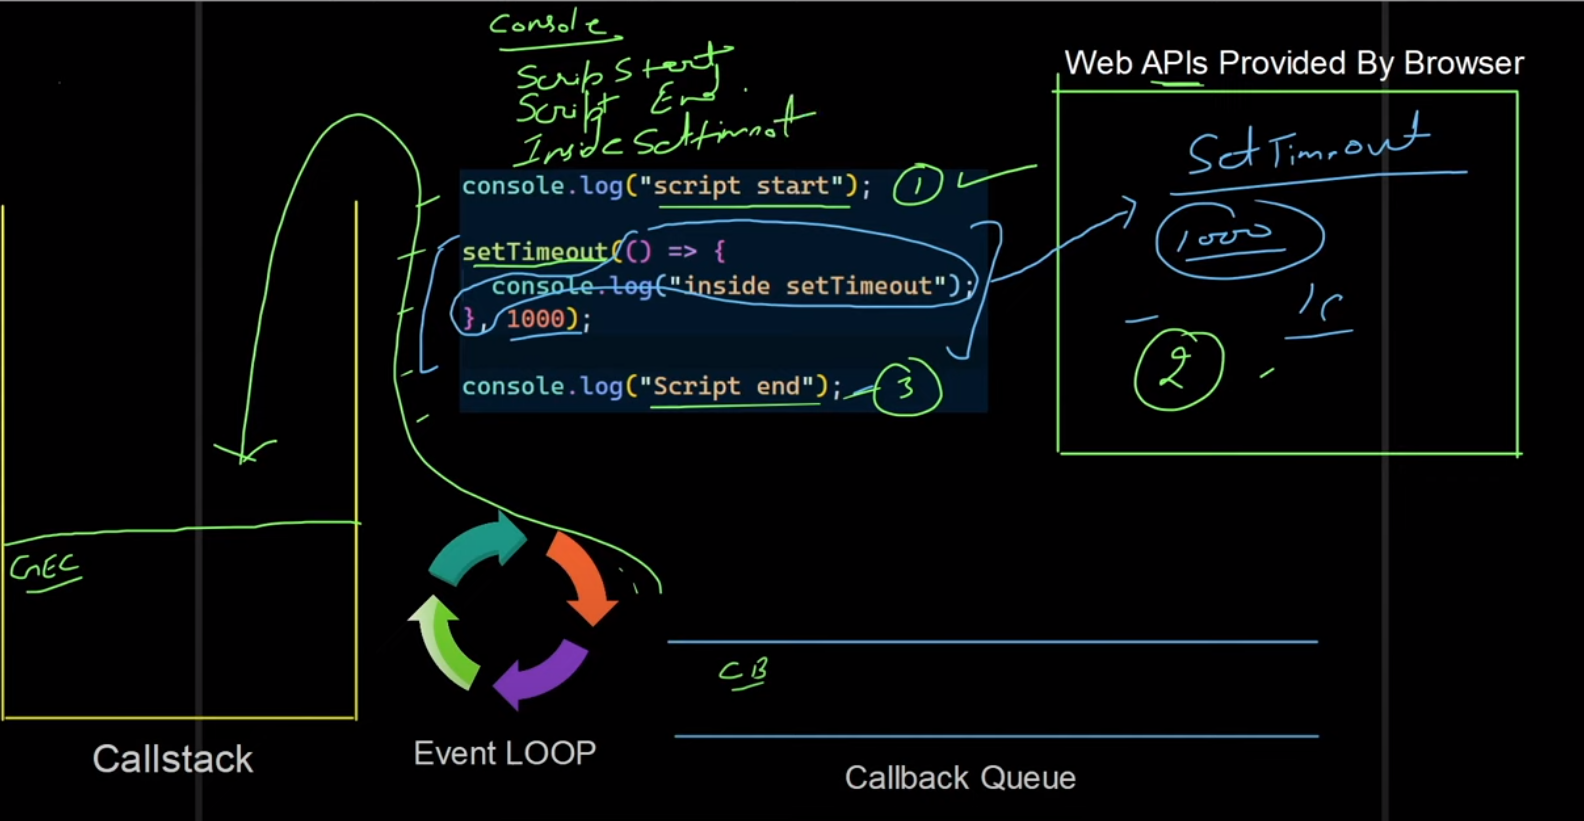 Console
Scrip Start
Script End
Inside Settimout
Web APIs Provided By Browser
console.log("script start"); 1
setTimeout(() => {
console.log("inside setTimeout");
}, 1000);
console.log("Script end"); 3
SetTimeout
1000
1s
2
GEC
CB
Callstack
Event LOOP
Callback Queue